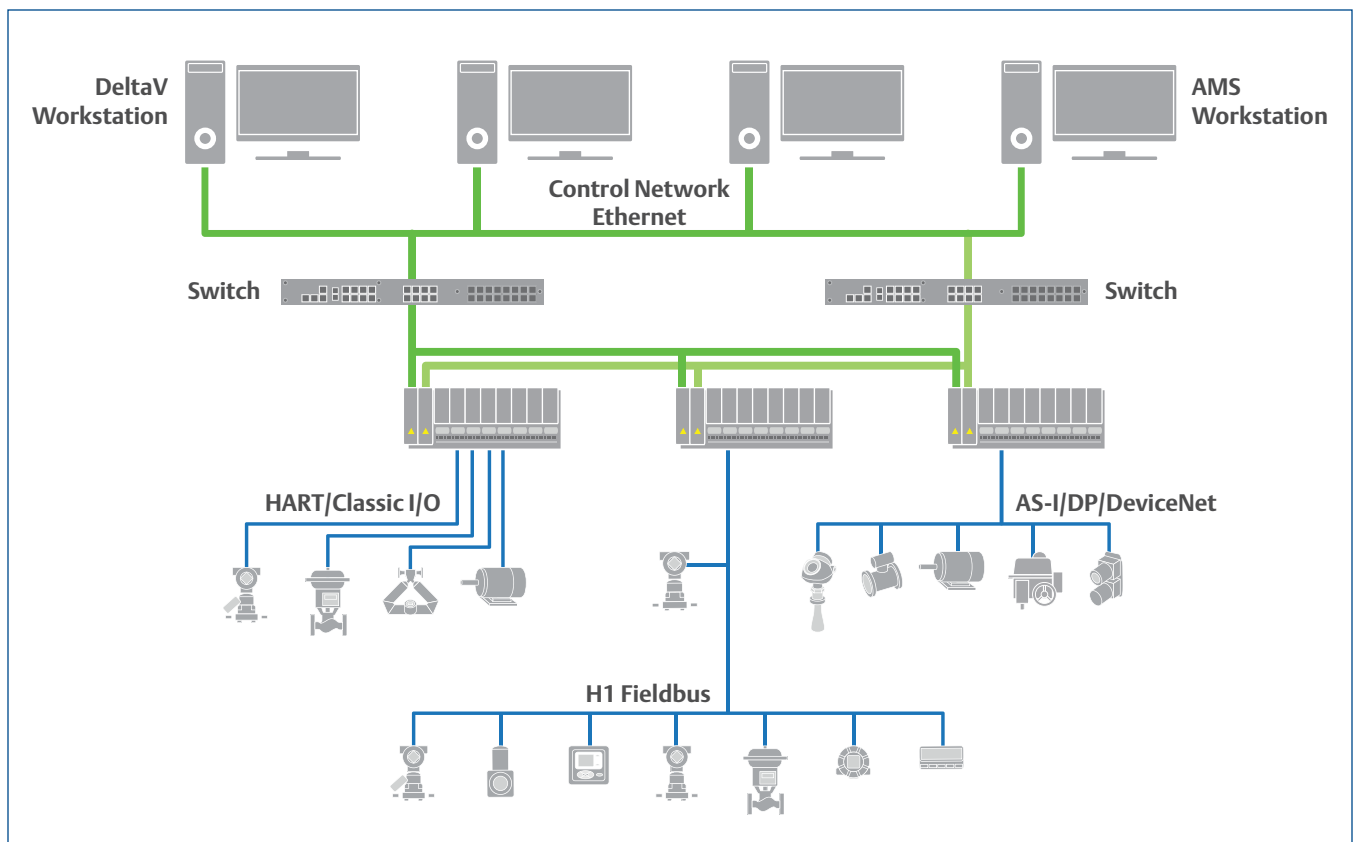 DeltaV
Workstation
AMS
Workstation
Control Network
Ethernet
Switch
Switch
HART/Classic I/O
AS-I/DP/DeviceNet
H1 Fieldbus